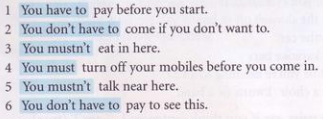 1 You have to pay before you start.
2 You don't have to come if you don't want to.
3 You mustn't eat in here.
4 You must turn off your mobiles before you come in.
5 You mustn't talk near here.
6 You don't have to pay to see this.